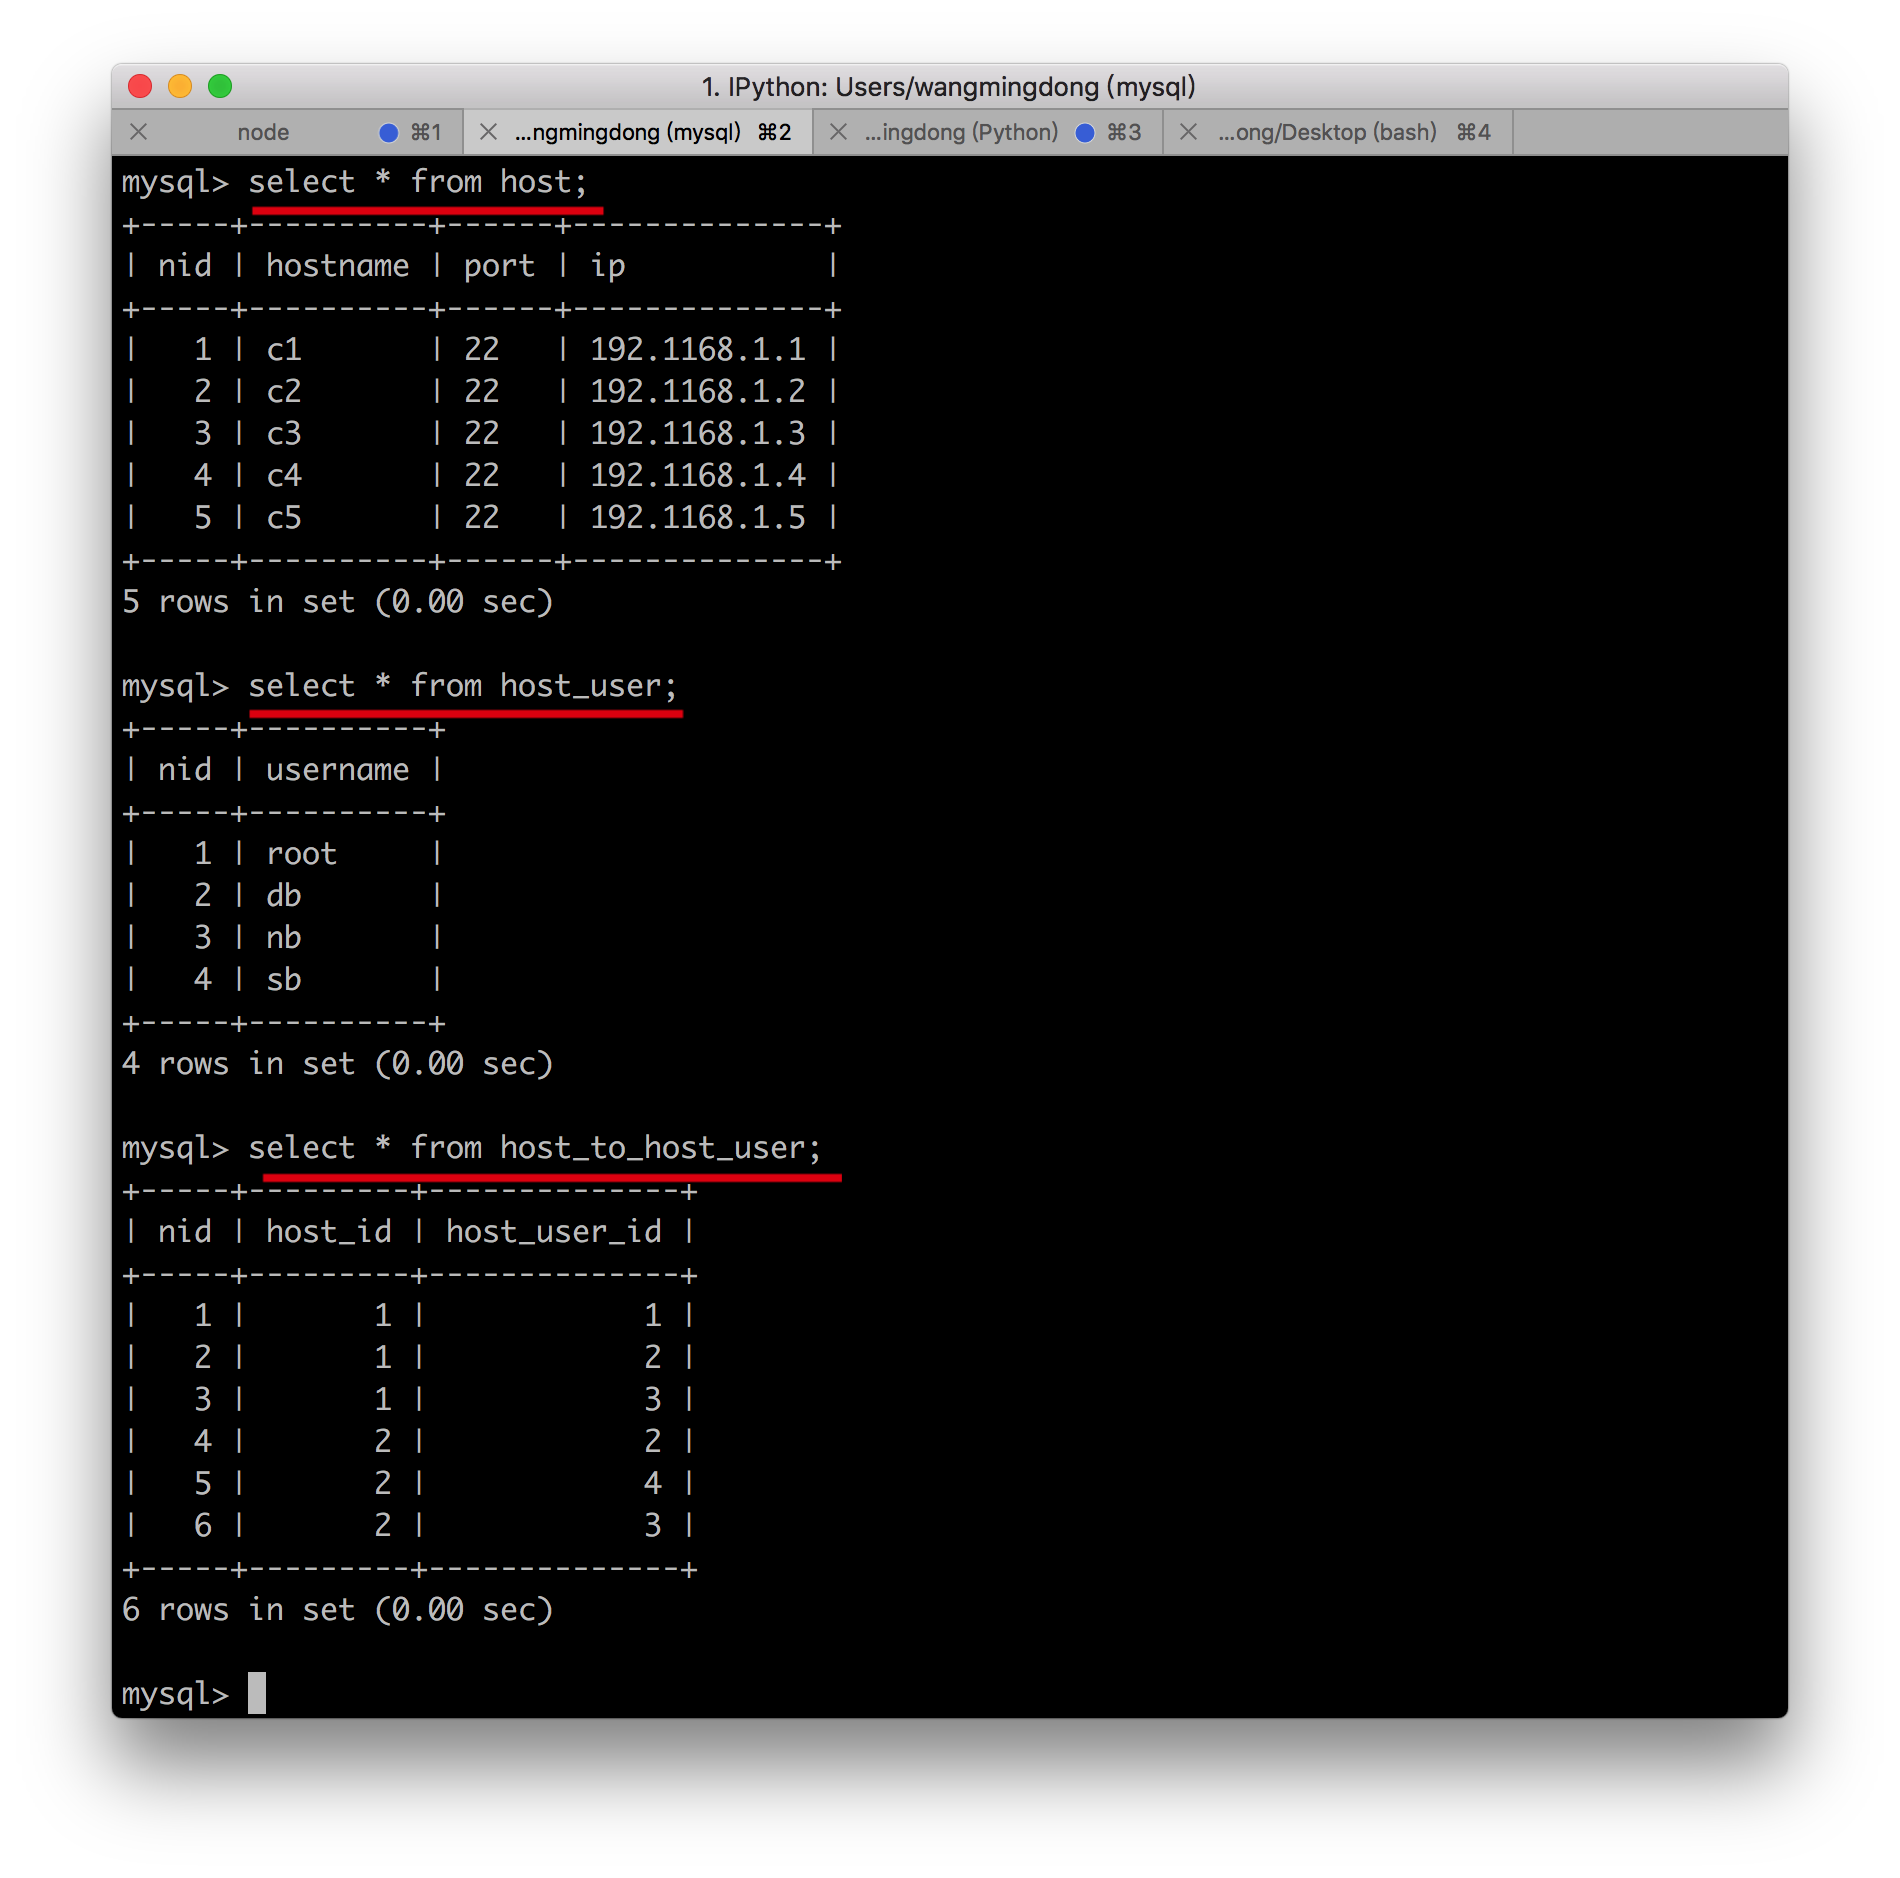 1. IPython: Users/wangmingdong (mysql)
node ⌘1 ...ngmingdong (mysql) ⌘2 ...ingdong (Python) ⌘3 ...ong/Desktop (bash) ⌘4
mysql> select * from host;
+-----+----------+------+--------------+
| nid | hostname | port | ip           |
+-----+----------+------+--------------+
|   1 | c1       | 22   | 192.1168.1.1 |
|   2 | c2       | 22   | 192.1168.1.2 |
|   3 | c3       | 22   | 192.1168.1.3 |
|   4 | c4       | 22   | 192.1168.1.4 |
|   5 | c5       | 22   | 192.1168.1.5 |
+-----+----------+------+--------------+
5 rows in set (0.00 sec)
mysql> select * from host_user;
+-----+----------+
| nid | username |
+-----+----------+
|   1 | root     |
|   2 | db       |
|   3 | nb       |
|   4 | sb       |
+-----+----------+
4 rows in set (0.00 sec)
mysql> select * from host_to_host_user;
+-----+---------+--------------+
| nid | host_id | host_user_id |
+-----+---------+--------------+
|   1 |       1 |            1 |
|   2 |       1 |            2 |
|   3 |       1 |            3 |
|   4 |       2 |            2 |
|   5 |       2 |            4 |
|   6 |       2 |            3 |
+-----+---------+--------------+
6 rows in set (0.00 sec)
mysql>